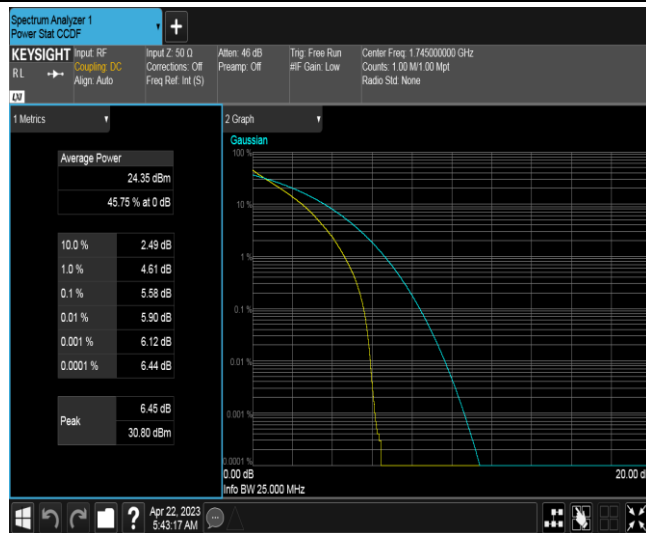 Spectrum Analyzer 1
Power Stat CCDF
+
KEYSIGHT
RL
Input: RF
Coupling: DC
Align: Auto
Input Z: 50 Ω
Corrections: Off
Freq Ref: Int (S)
Atten: 46 dB
Preamp: Off
Trig: Free Run
#IF Gain: Low
Center Freq: 1.745000000 GHz
Counts: 1.00 M/1.00 Mpt
Radio Std: None
1 Metrics
Average Power
24.35 dBm
45.75 % at 0 dB
10.0 % 2.49 dB
1.0 % 4.61 dB
0.1 % 5.58 dB
0.01 % 5.90 dB
0.001 % 6.12 dB
0.0001 % 6.44 dB
Peak
6.45 dB
30.80 dBm
2 Graph
Gaussian
100 %
10 %
1 %
0.1 %
0.01 %
0.001 %
0.0001 %
0.00 dB
20.00 d
Info BW 25.000 MHz
?
Apr 22, 2023
5:43:17 AM